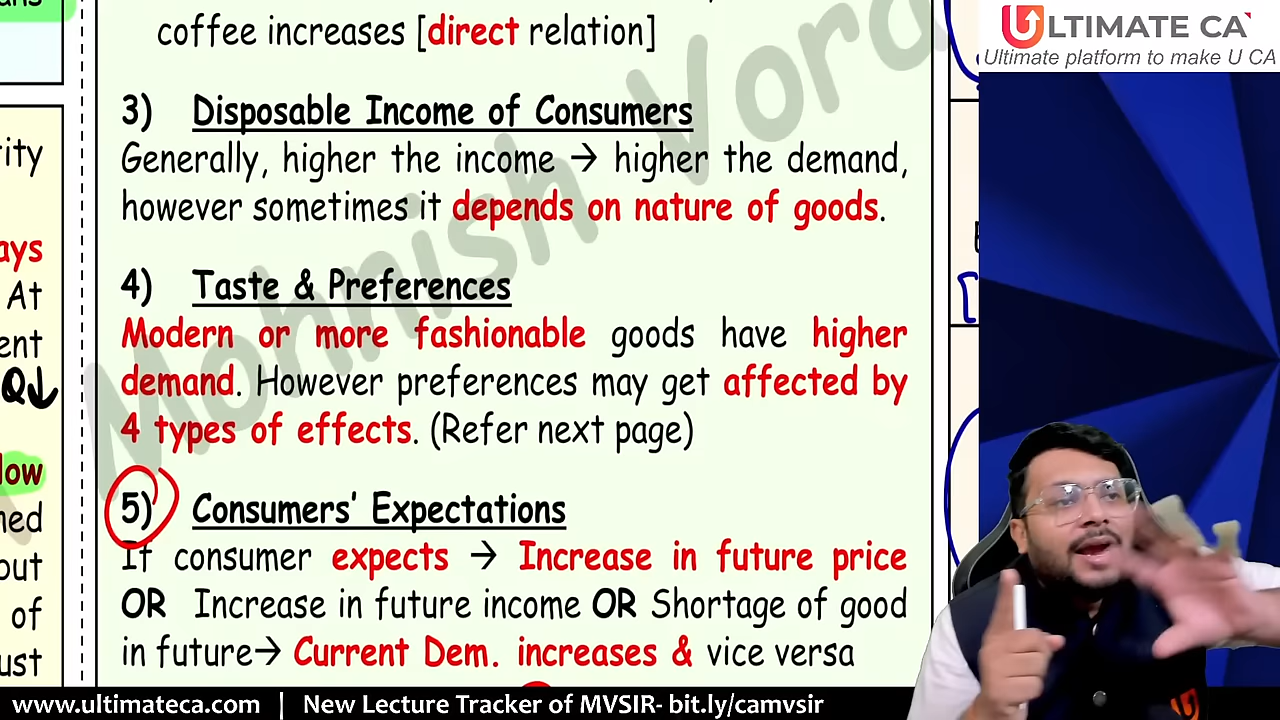 coffee increases [direct relation]
3) Disposable Income of Consumers
Generally, higher the income → higher the demand,
however sometimes it depends on nature of goods.
4) Taste & Preferences
Modern or more fashionable goods have higher
demand. However preferences may get affected by
4 types of effects. (Refer next page)
5) Consumers' Expectations
If consumer expects → Increase in future price
OR Increase in future income OR Shortage of good
in future→ Current Dem. increases & vice versa
At
Q↓
of
Mohnish Vora
ULTIMATE CA
Ultimate platform to make U CA
www.ultimateca.com | New Lecture Tracker of MVSIR- bit.ly/camvsir